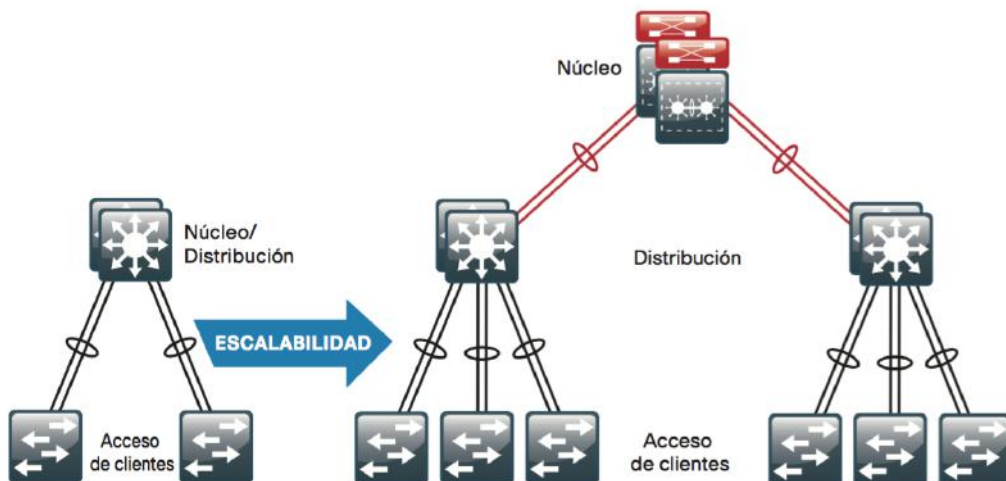 Núcleo
Núcleo/
Distribución
Distribución
ESCALABILIDAD
Acceso
de clientes
Acceso
de clientes